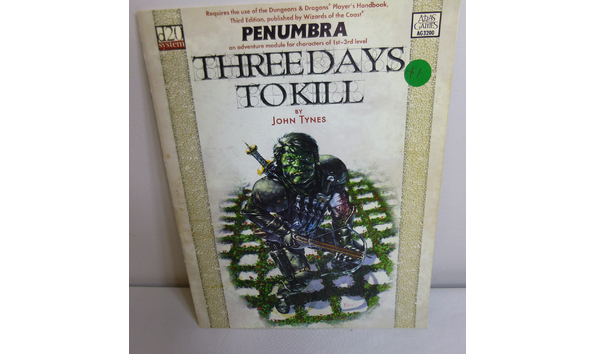 Requires the use of the Dungeons & Dragons® Player's Handbook,
Third Edition, published by Wizards of the Coast®
d20
system
ATLAS
GAMES
AG3200
PENUMBRA
an adventure module for characters of 1st–3rd level
THREE DAYS
TO KILL
BY
JOHN TYNES